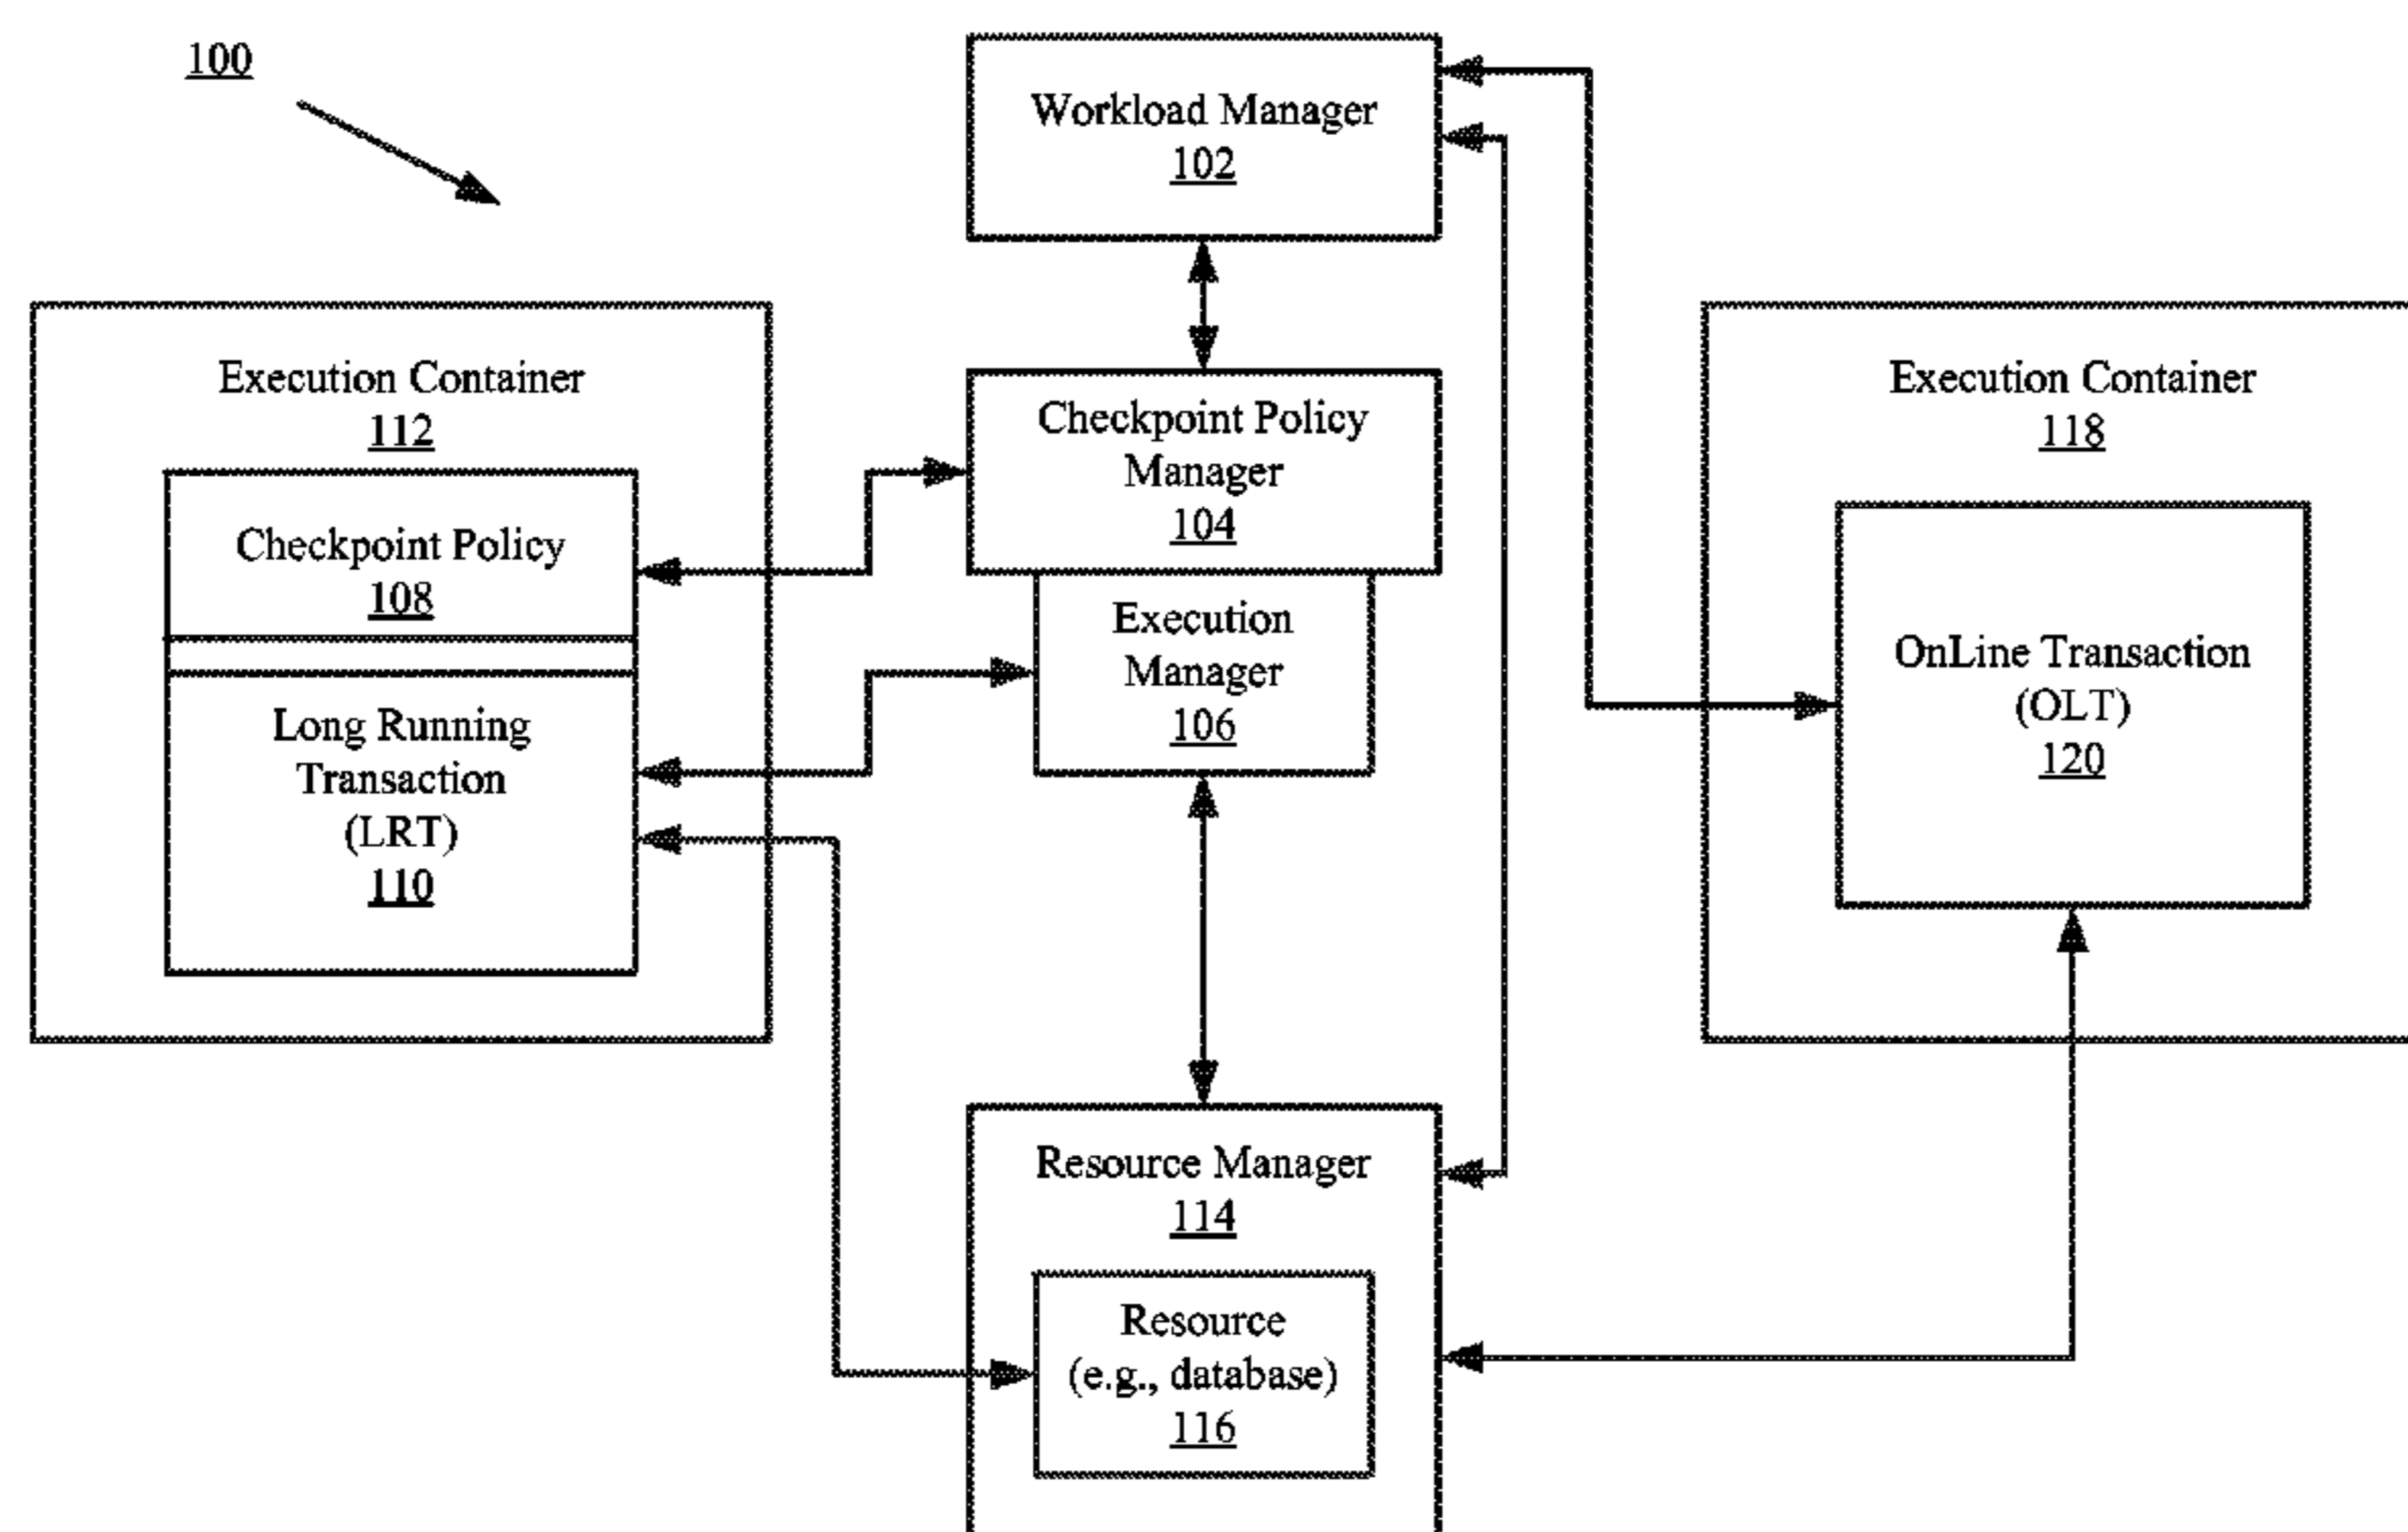 100
Workload Manager
102
Execution Container
112
Checkpoint Policy
108
Long Running
Transaction
(LRT)
110
Checkpoint Policy
Manager
104
Execution
Manager
106
Execution Container
118
OnLine Transaction
(OLT)
120
Resource Manager
114
Resource
(e.g., database)
116